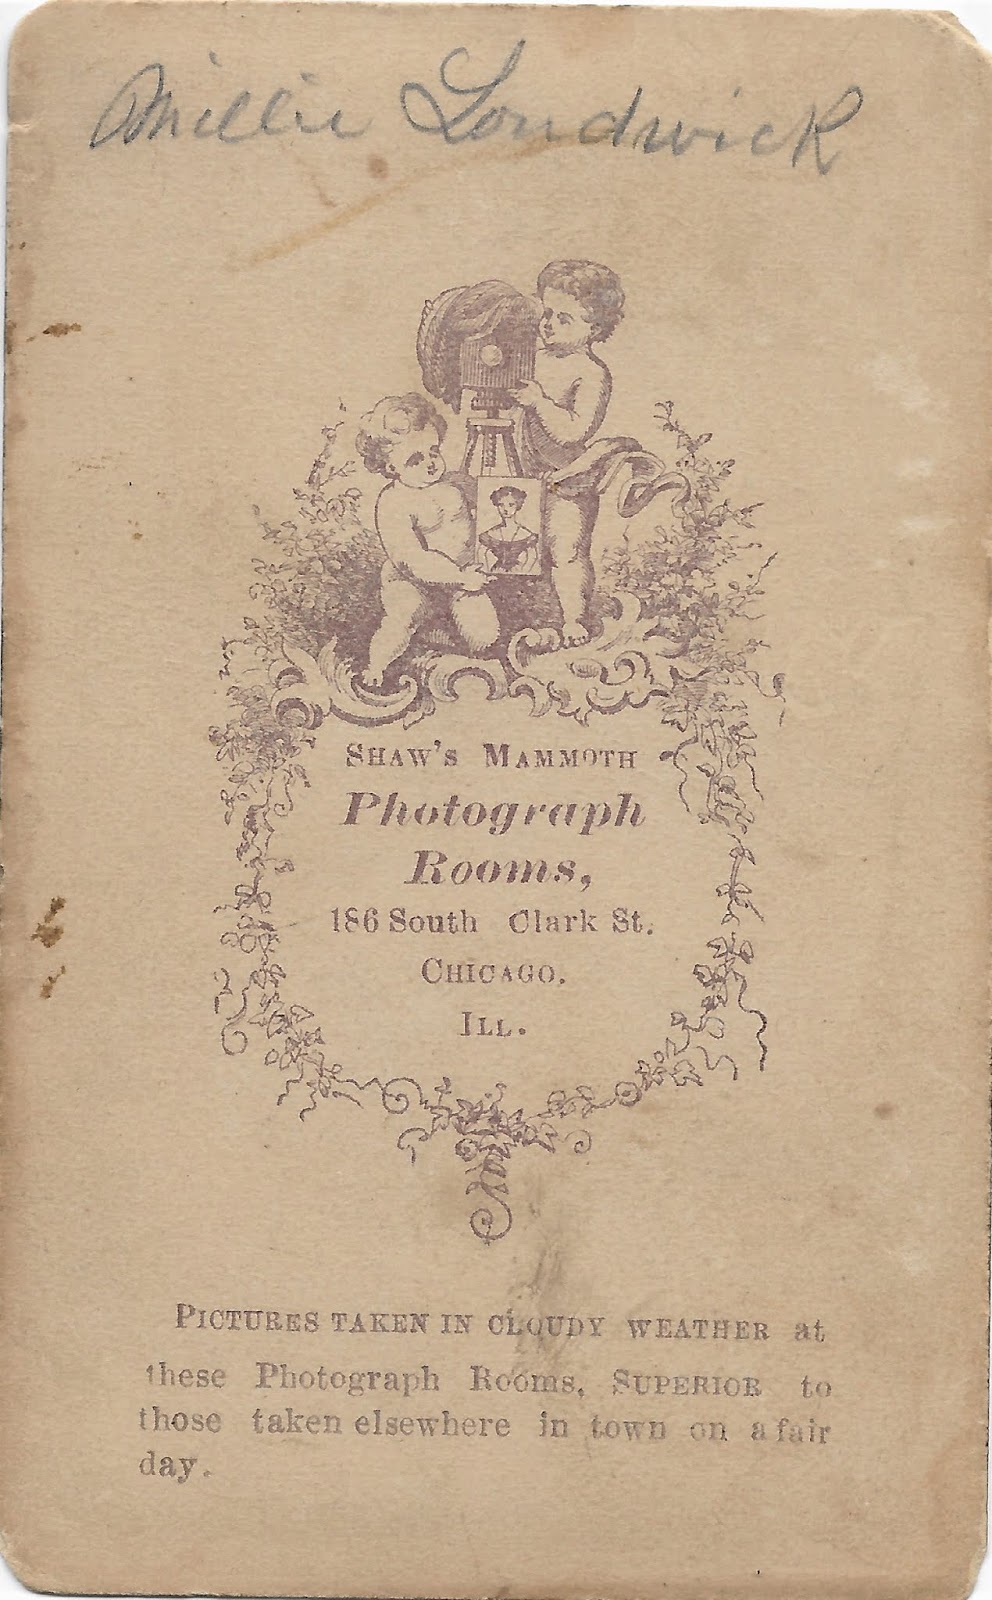 Millie Londwick
SHAW'S MAMMOTH
Photograph
Rooms,
186 South Clark St.
CHICAGO.
ILL.
PICTURES TAKEN IN CLOUDY WEATHER at
these Photograph Rooms, SUPERIOR to
those taken elsewhere in town on a fair
day.